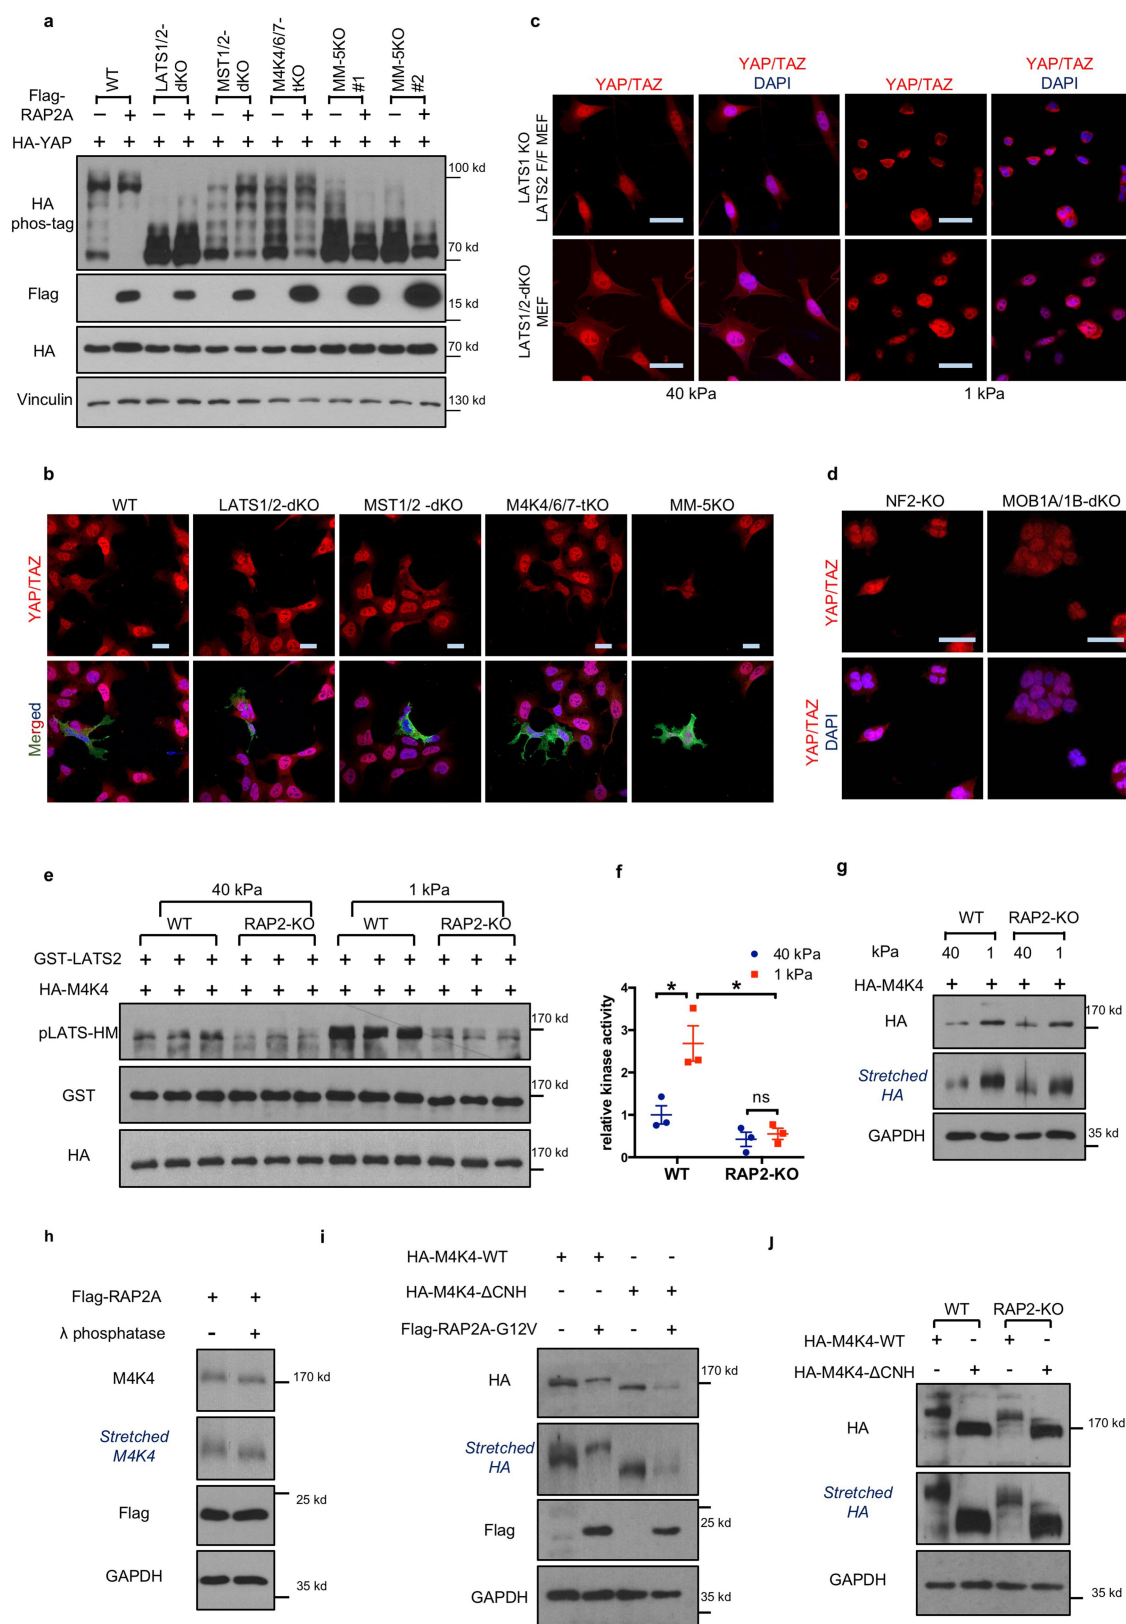 a
WT
LATS1/2-
dKO
MST1/2-
dKO
M4K4/6/7-
tKO
MM-5KO
#1
MM-5KO
#2
Flag-
RAP2A
– + – + – + – + – + – +
HA-YAP + + + + + + + + + + + +
HA
phos-tag
100 kd
70 kd
Flag
15 kd
HA
70 kd
Vinculin
130 kd
c
YAP/TAZ
YAP/TAZ
DAPI
YAP/TAZ
YAP/TAZ
DAPI
LATS1 KO
LATS2 F/F MEF
LATS1/2-dKO
MEF
40 kPa
1 kPa
b
WT
LATS1/2-dKO
MST1/2 -dKO
M4K4/6/7-tKO
MM-5KO
YAP/TAZ
Merged
d
NF2-KO
MOB1A/1B-dKO
YAP/TAZ
YAP/TAZ
DAPI
e
40 kPa
1 kPa
WT
RAP2-KO
WT
RAP2-KO
GST-LATS2 + + + + + + + + + + + +
HA-M4K4 + + + + + + + + + + + +
pLATS-HM
170 kd
GST
170 kd
HA
170 kd
f
40 kPa
1 kPa
relative kinase activity
4
3
2
1
0
*
*
ns
WT
RAP2-KO
g
WT
RAP2-KO
kPa 40 1 40 1
HA-M4K4 + + + +
HA
170 kd
Stretched
HA
GAPDH
35 kd
h
Flag-RAP2A + +
λ phosphatase - +
M4K4
170 kd
Stretched
M4K4
Flag
25 kd
GAPDH
35 kd
i
HA-M4K4-WT + + - -
HA-M4K4-ΔCNH - - + +
Flag-RAP2A-G12V - + - +
HA
170 kd
Stretched
HA
Flag
25 kd
GAPDH
35 kd
J
WT
RAP2-KO
HA-M4K4-WT + - + -
HA-M4K4-ΔCNH - + - +
HA
170 kd
Stretched
HA
GAPDH
35 kd